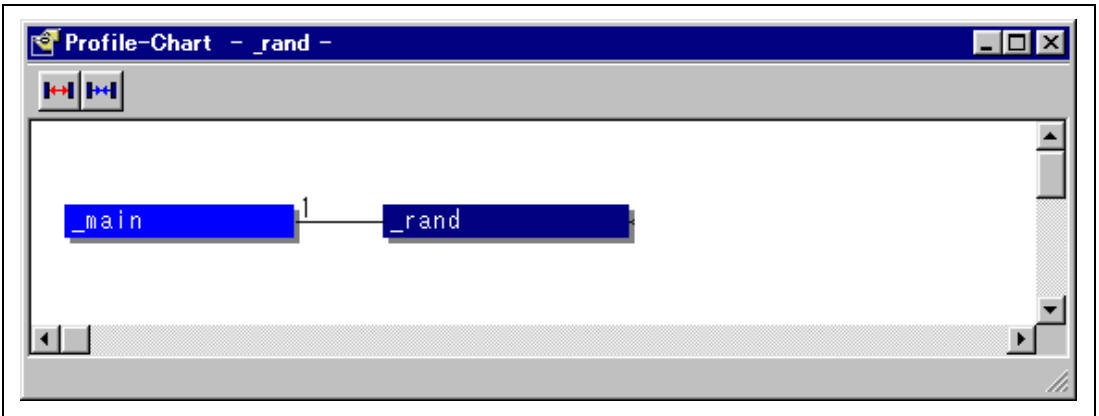 Profile-Chart - _rand -
1
_main
_rand